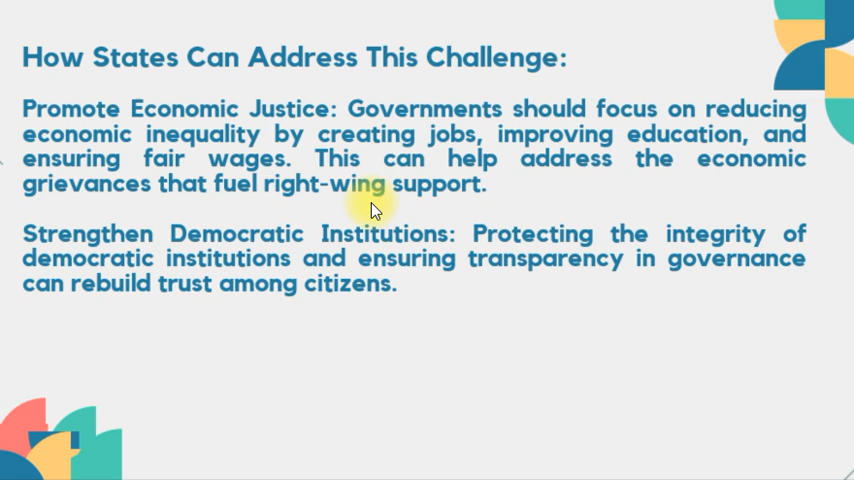 How States Can Address This Challenge:
Promote Economic Justice: Governments should focus on reducing
economic inequality by creating jobs, improving education, and
ensuring fair wages. This can help address the economic
grievances that fuel right-wing support.
Strengthen Democratic Institutions: Protecting the integrity of
democratic institutions and ensuring transparency in governance
can rebuild trust among citizens.